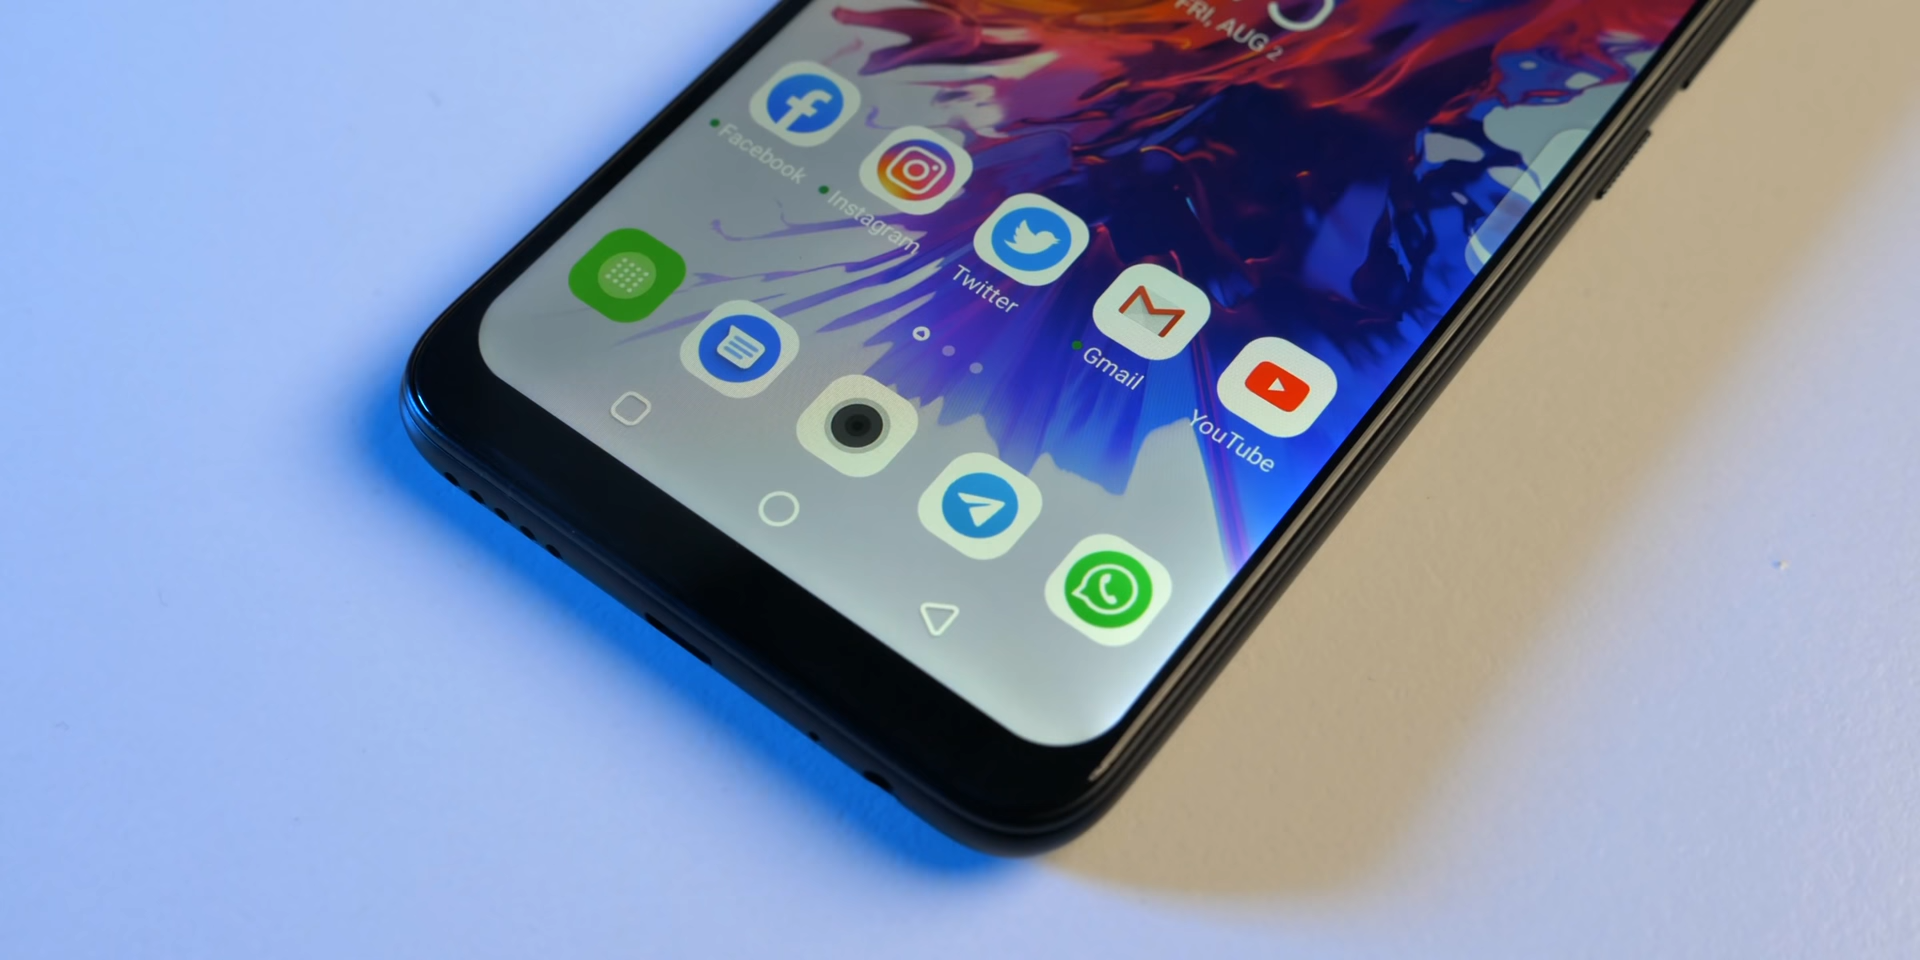 FRI, AUG 2
Facebook
Instagram
Twitter
Gmail
YouTube